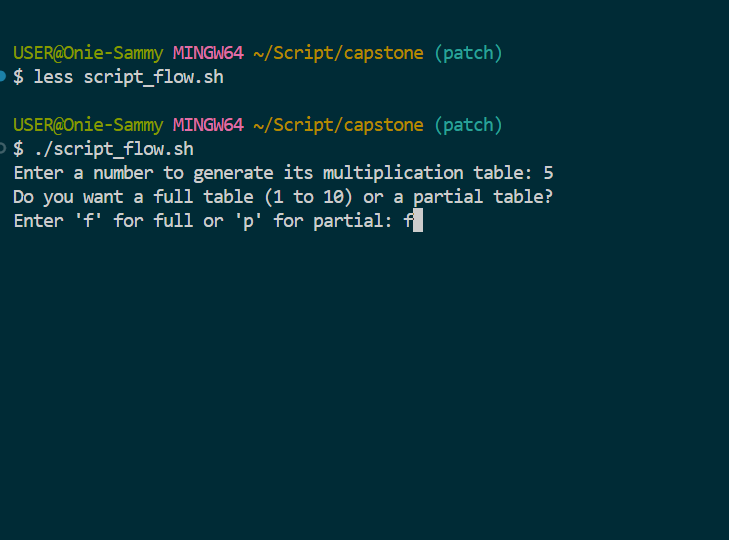 USER@Onie-Sammy MINGW64 ~/Script/capstone (patch)
$ less script_flow.sh
USER@Onie-Sammy MINGW64 ~/Script/capstone (patch)
$ ./script_flow.sh
Enter a number to generate its multiplication table: 5
Do you want a full table (1 to 10) or a partial table?
Enter 'f' for full or 'p' for partial: f